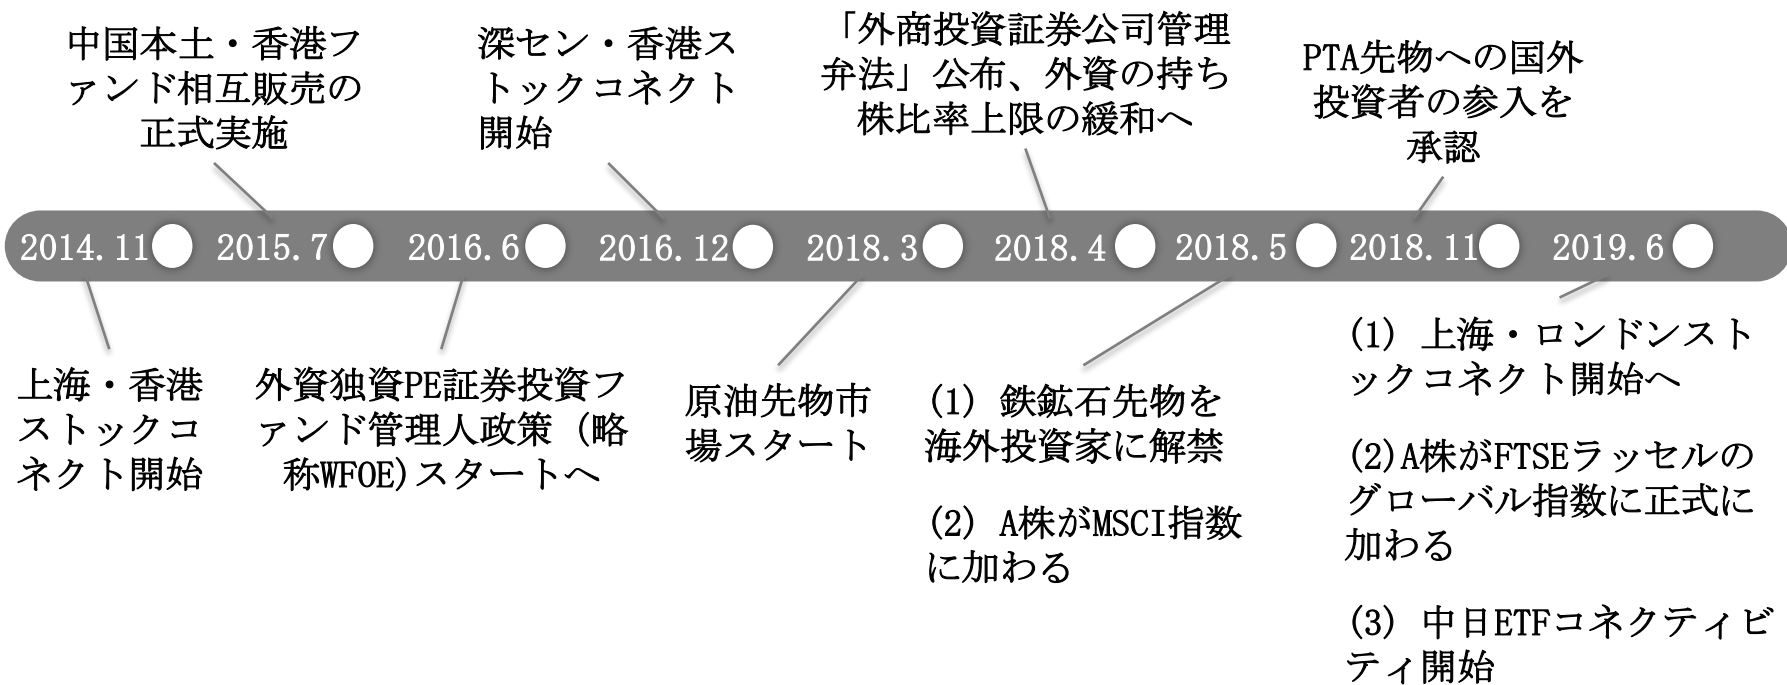 中国本土・香港フ
ァンド相互販売の
正式実施
深セン・香港ス
トックコネクト
開始
「外商投資証券公司管理
弁法」公布、外資の持ち
株比率上限の緩和へ
PTA先物への国外
投資者の参入を
承認
2014.11
2015.7
2016.6
2016.12
2018.3
2018.4
2018.5
2018.11
2019.6
上海・香港
ストックコ
ネクト開始
外資独資PE証券投資フ
ァンド管理人政策（略
称WFOE)スタートへ
原油先物市
場スタート
(1) 鉄鉱石先物を
海外投資家に解禁
(2) A株がMSCI指数
に加わる
(1) 上海・ロンドンスト
ックコネクト開始へ
(2)A株がFTSEラッセルの
グローバル指数に正式に
加わる
(3) 中日ETFコネクティビ
ティ開始